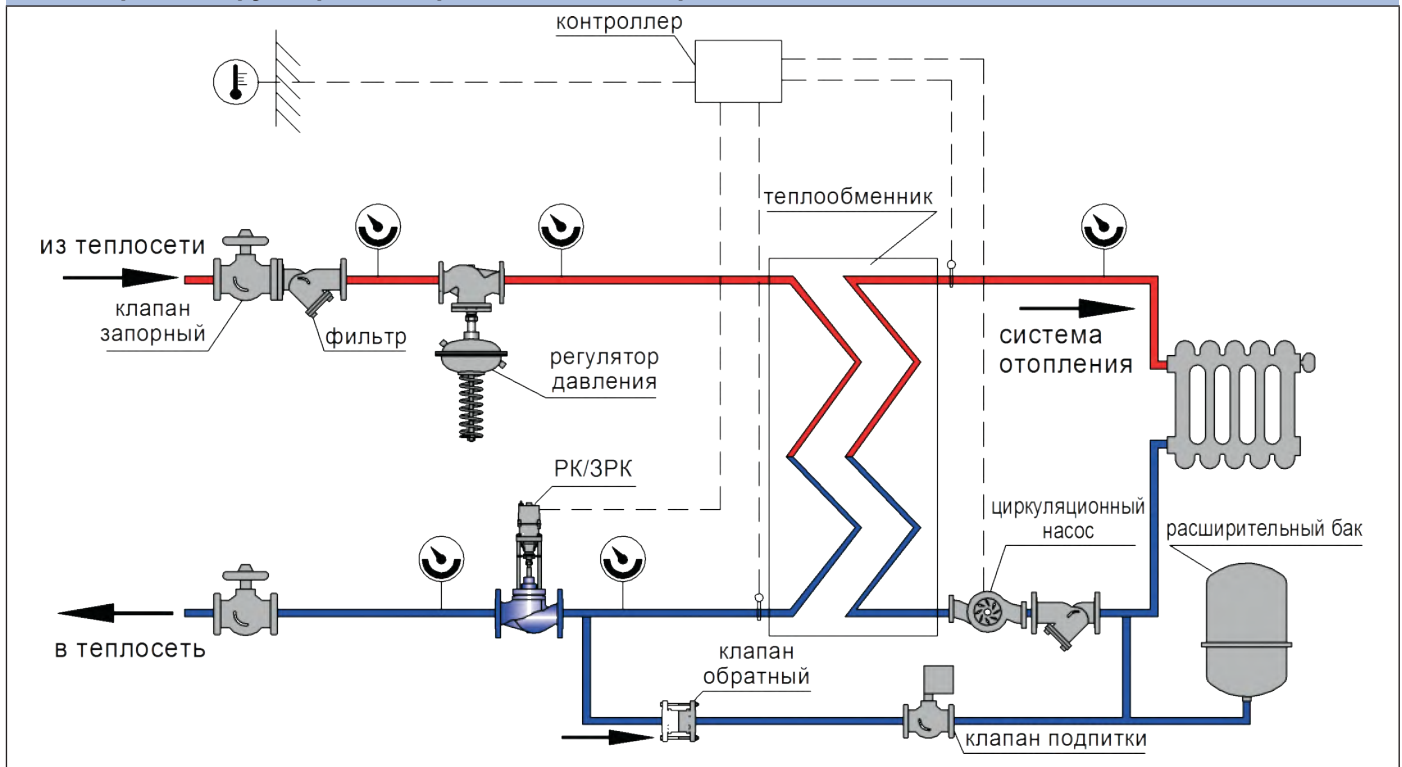 контроллер
теплообменник
из теплосети
клапан
запорный
фильтр
регулятор
давления
система
отопления
РК/ЗРК
циркуляционный
насос
расширительный бак
в теплосеть
клапан
обратный
клапан подпитки